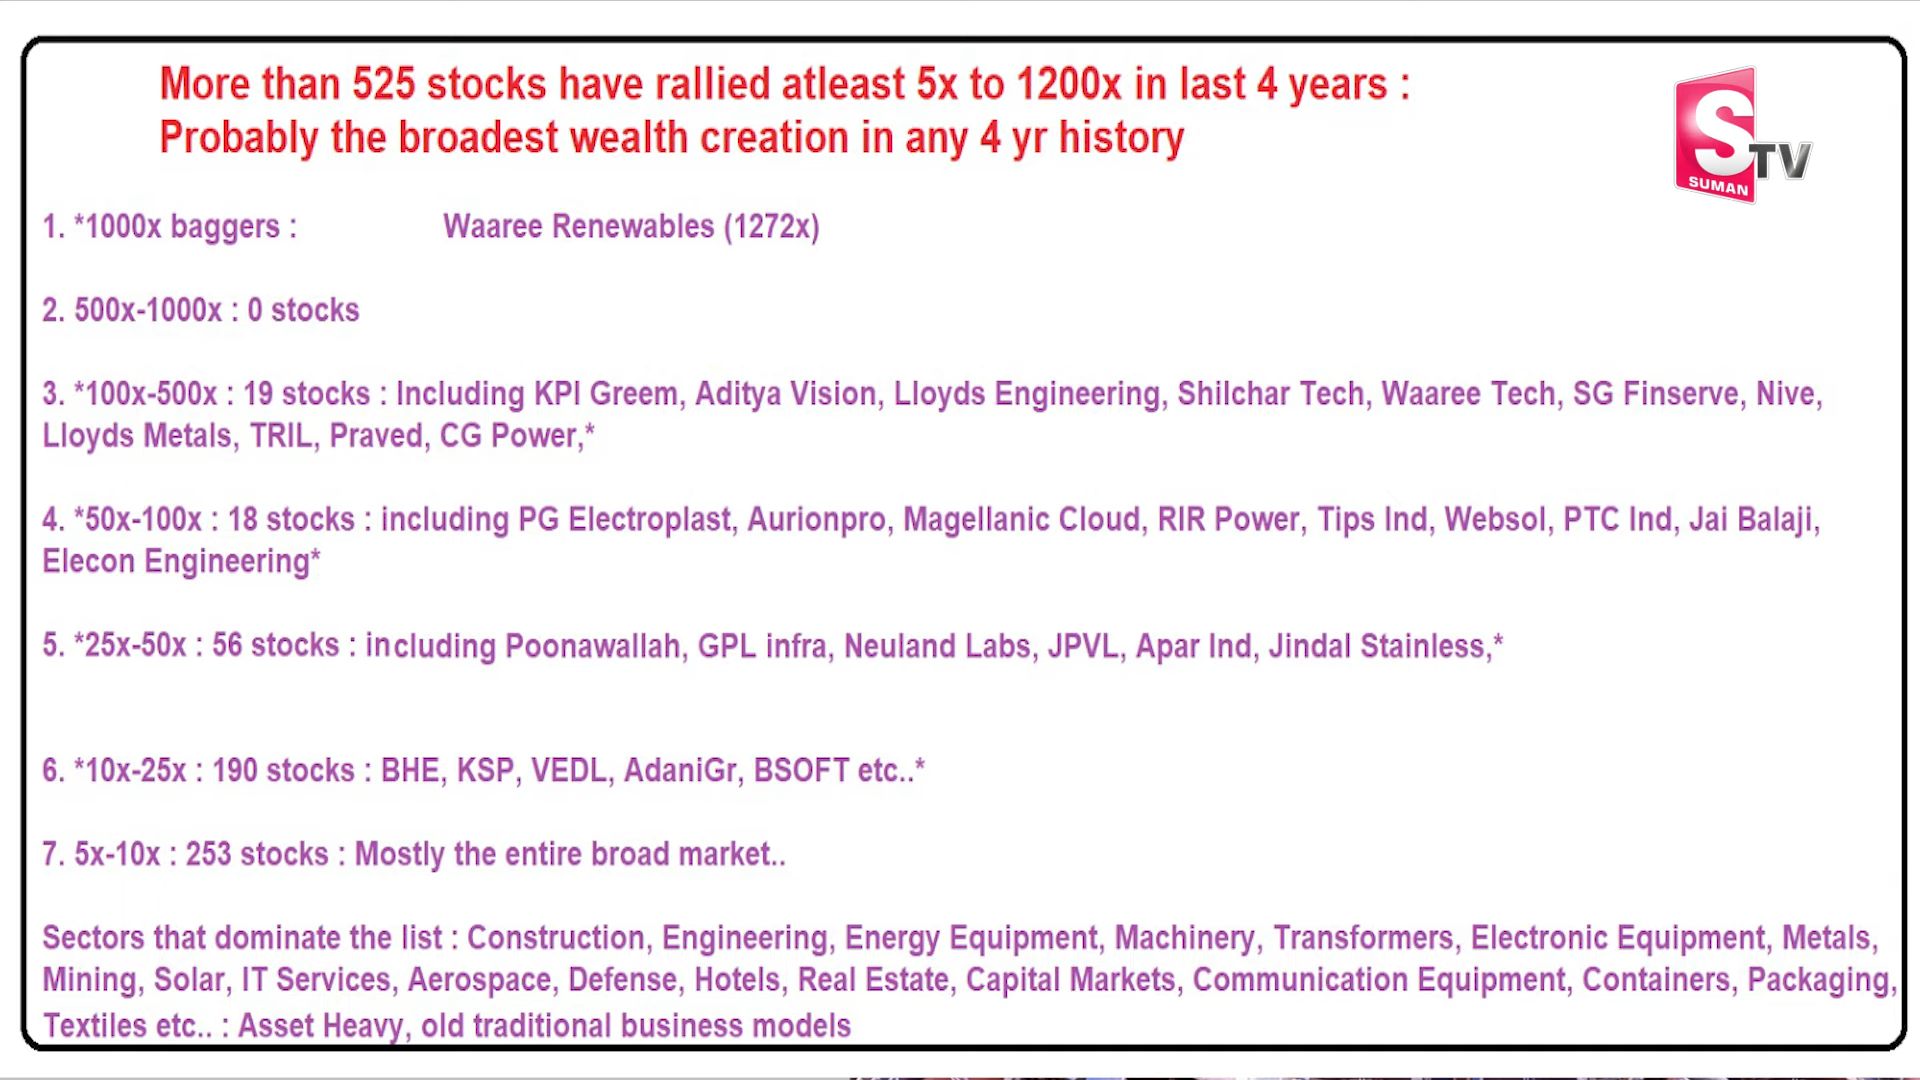 More than 525 stocks have rallied atleast 5x to 1200x in last 4 years :
Probably the broadest wealth creation in any 4 yr history
S TV
SUMAN
1. *1000x baggers : Waaree Renewables (1272x)
2. 500x-1000x : 0 stocks
3. *100x-500x : 19 stocks : Including KPI Greem, Aditya Vision, Lloyds Engineering, Shilchar Tech, Waaree Tech, SG Finserve, Nive,
Lloyds Metals, TRIL, Praved, CG Power,*
4. *50x-100x : 18 stocks : including PG Electroplast, Aurionpro, Magellanic Cloud, RIR Power, Tips Ind, Websol, PTC Ind, Jai Balaji,
Elecon Engineering*
5. *25x-50x : 56 stocks : including Poonawallah, GPL infra, Neuland Labs, JPVL, Apar Ind, Jindal Stainless,*
6. *10x-25x : 190 stocks : BHE, KSP, VEDL, AdaniGr, BSOFT etc..*
7. 5x-10x : 253 stocks : Mostly the entire broad market..
Sectors that dominate the list : Construction, Engineering, Energy Equipment, Machinery, Transformers, Electronic Equipment, Metals,
Mining, Solar, IT Services, Aerospace, Defense, Hotels, Real Estate, Capital Markets, Communication Equipment, Containers, Packaging,
Textiles etc.. : Asset Heavy, old traditional business models